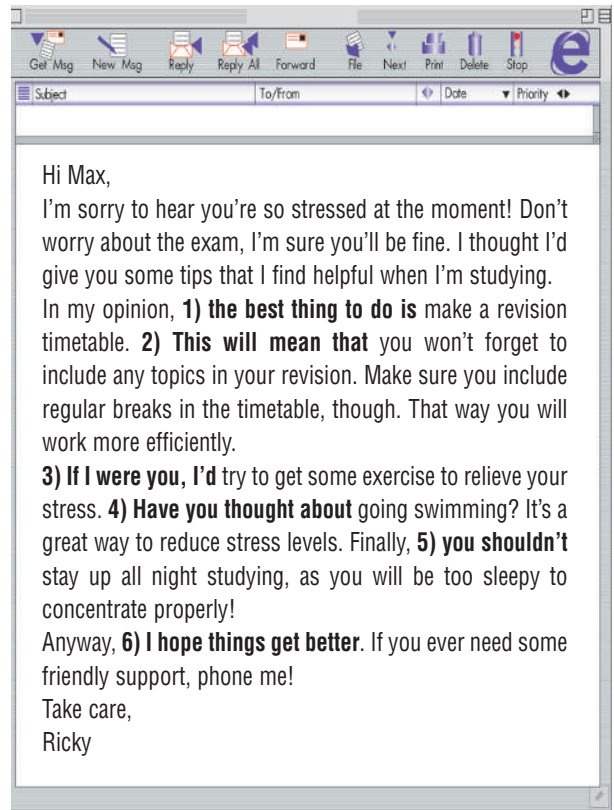 Get Msg New Msg Reply Reply All Forward File Next Print Delete Stop
Subject To/From Date Priority
Hi Max,
I'm sorry to hear you're so stressed at the moment! Don't
worry about the exam, I'm sure you'll be fine. I thought I'd
give you some tips that I find helpful when I'm studying.
In my opinion, 1) the best thing to do is make a revision
timetable. 2) This will mean that you won't forget to
include any topics in your revision. Make sure you include
regular breaks in the timetable, though. That way you will
work more efficiently.
3) If I were you, I'd try to get some exercise to relieve your
stress. 4) Have you thought about going swimming? It's a
great way to reduce stress levels. Finally, 5) you shouldn't
stay up all night studying, as you will be too sleepy to
concentrate properly!
Anyway, 6) I hope things get better. If you ever need some
friendly support, phone me!
Take care,
Ricky